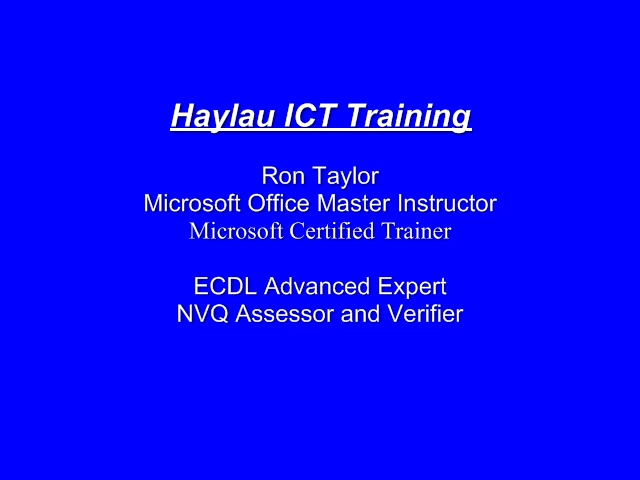 Haylau ICT Training
Ron Taylor
Microsoft Office Master Instructor
Microsoft Certified Trainer
ECDL Advanced Expert
NVQ Assessor and Verifier